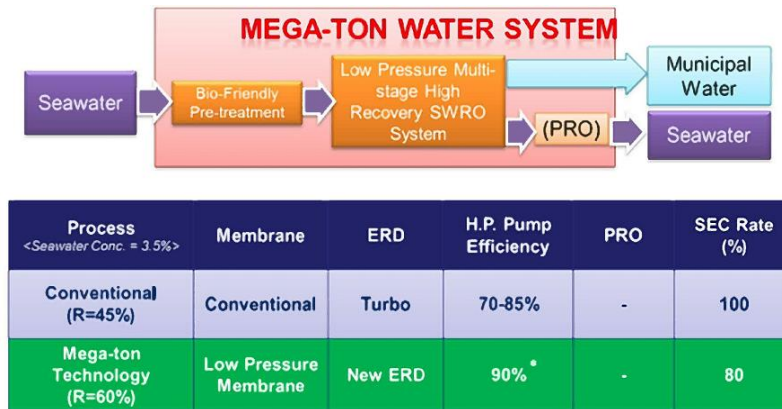 MEGA-TON WATER SYSTEM
Seawater
Bio-Friendly
Pre-treatment
Low Pressure Multi-
stage High
Recovery SWRO
System
Municipal
Water
(PRO)
Seawater
Process
<Seawater Conc. = 3.5%>
Membrane
ERD
H.P. Pump
Efficiency
PRO
SEC Rate
(%)
Conventional
(R=45%)
Conventional
Turbo
70-85%
-
100
Mega-ton
Technology
(R=60%)
Low Pressure
Membrane
New ERD
90% *
-
80